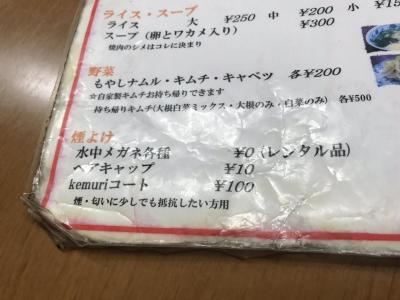 ライス・スープ
ライス 大 ¥250 中 ¥200 小 ¥15
スープ(卵とワカメ入り) ¥300
焼肉のシメはコレに決まり
野菜
もやしナムル・キムチ・キャベツ 各¥200
☆自家製キムチお持ち帰りできます
持ち帰りキムチ(大根白菜ミックス・大根のみ・白菜のみ) 各¥500
煙よけ
水中メガネ各種 ¥0(レンタル品)
ヘアキャップ ¥10
kemuriコート ¥100
煙・匂いに少しでも抵抗したい方用